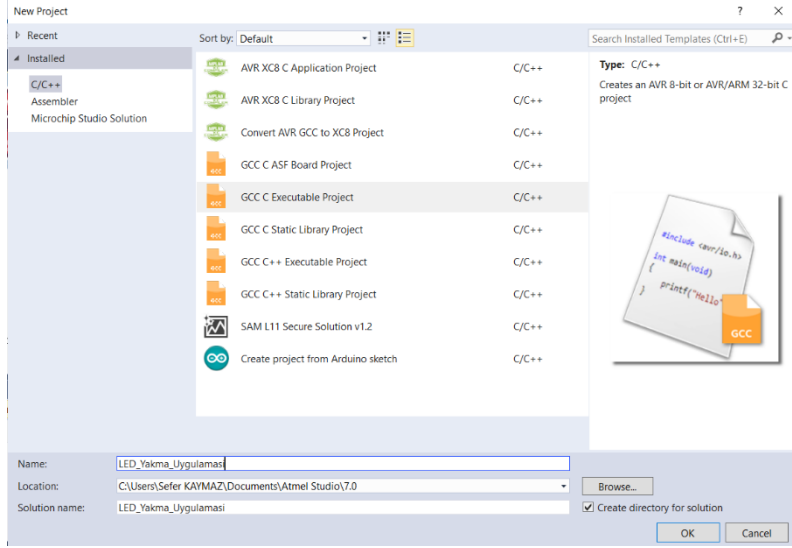 New Project
? ×
Recent
Installed
C/C++
Assembler
Microchip Studio Solution
Sort by: Default
AVR XC8 C Application Project C/C++
AVR XC8 C Library Project C/C++
Convert AVR GCC to XC8 Project C/C++
GCC C ASF Board Project C/C++
GCC C Executable Project C/C++
GCC C Static Library Project C/C++
GCC C++ Executable Project C/C++
GCC C++ Static Library Project C/C++
SAM L11 Secure Solution v1.2 C/C++
Create project from Arduino sketch C/C++
Search Installed Templates (Ctrl+E)
Type: C/C++
Creates an AVR 8-bit or AVR/ARM 32-bit C
project
#include <avr/io.h>
int main(void)
{
printf("Hello"
}
GCC
Name: LED_Yakma_Uygulamasi
Location: C:\Users\Sefer KAYMAZ\Documents\Atmel Studio\7.0
Browse...
Solution name: LED_Yakma_Uygulamasi
Create directory for solution
OK Cancel